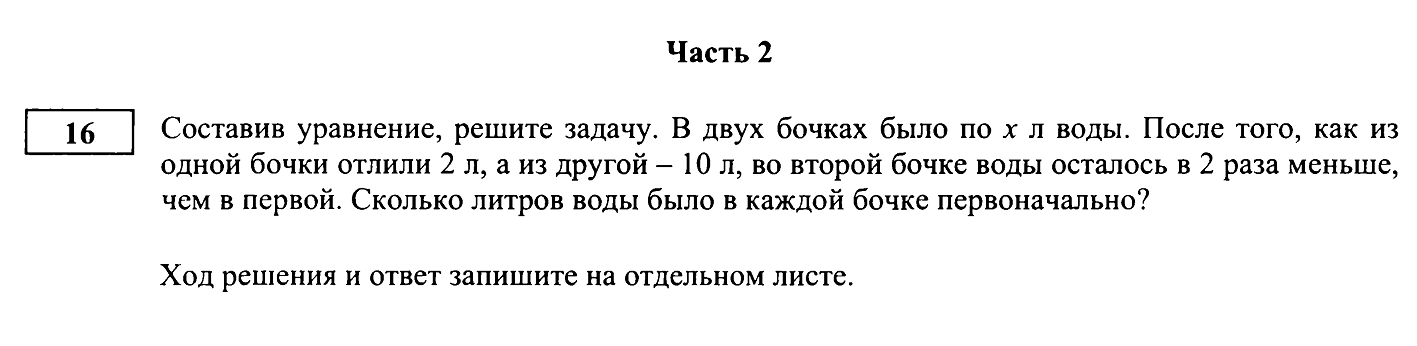 Часть 2
16
Составив уравнение, решите задачу. В двух бочках было по x л воды. После того, как из
одной бочки отлили 2 л, а из другой – 10 л, во второй бочке воды осталось в 2 раза меньше,
чем в первой. Сколько литров воды было в каждой бочке первоначально?
Ход решения и ответ запишите на отдельном листе.